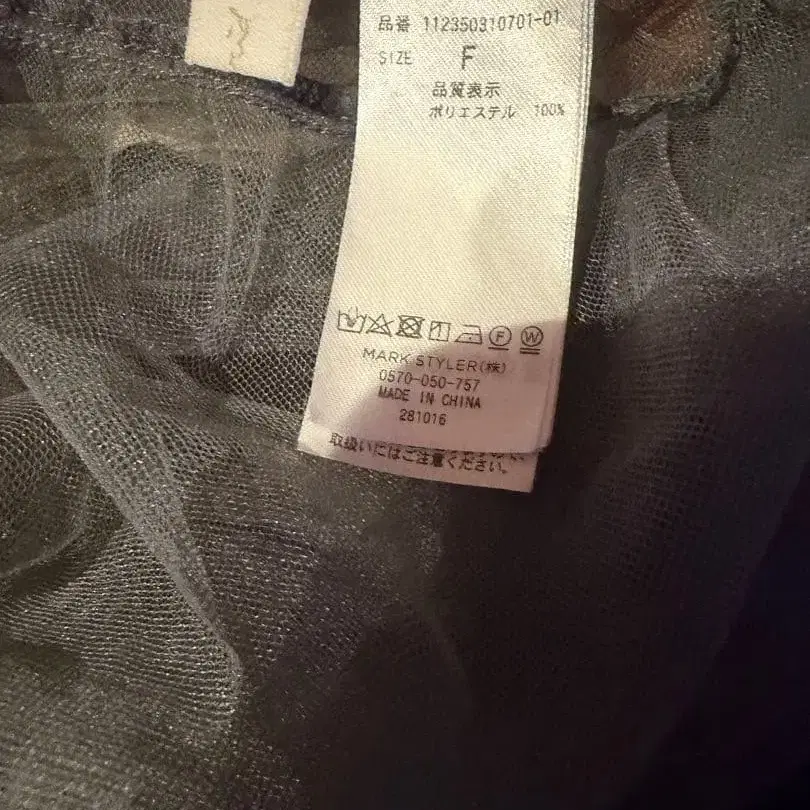 品番 112350310701-01
SIZE F
品質表示
ポリエステル 100%
F W
MARK STYLER(株)
0570-050-757
MADE IN CHINA
281016
取扱いにはご注意ください。